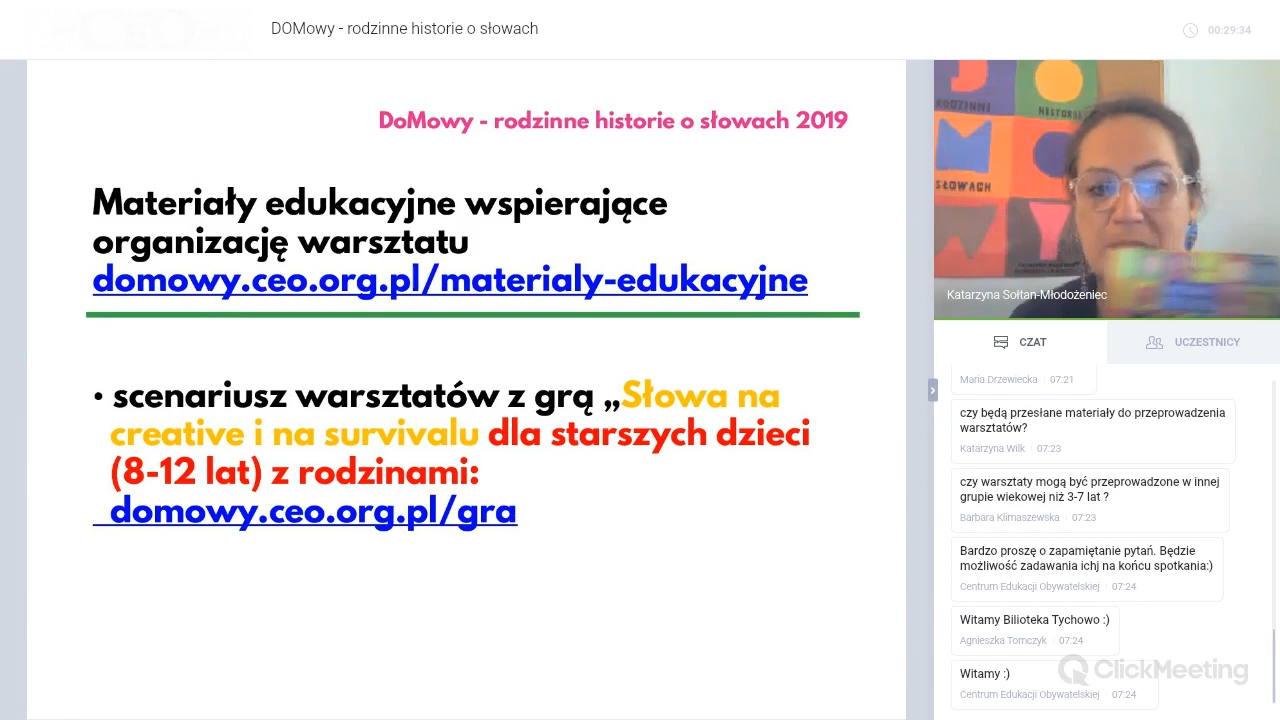 DOMowy - rodzinne historie o słowach
00:29:34
DoMowy - rodzinne historie o słowach 2019
Materiały edukacyjne wspierające
organizację warsztatu
domowy.ceo.org.pl/materialy-edukacyjne
• scenariusz warsztatów z grą „Słowa na
creative i na survivalu dla starszych dzieci
(8-12 lat) z rodzinami:
domowy.ceo.org.pl/gra
RODZINNE
HISTORIE
SŁOWACH
Katarzyna Sołtan-Młodożeniec
CZAT
UCZESTNICY
Maria Drzewiecka 07:21
czy będą przesłane materiały do przeprowadzenia
warsztatów?
Katarzyna Wilk 07:23
czy warsztaty mogą być przeprowadzone w innej
grupie wiekowej niż 3-7 lat ?
Barbara Klimaszewska 07:23
Bardzo proszę o zapamiętanie pytań. Będzie
możliwość zadawania ichj na końcu spotkania:)
Centrum Edukacji Obywatelskiej 07:24
Witamy Bilioteka Tychowo :)
Agnieszka Tomczyk 07:24
Witamy :)
Centrum Edukacji Obywatelskiej 07:24
ClickMeeting